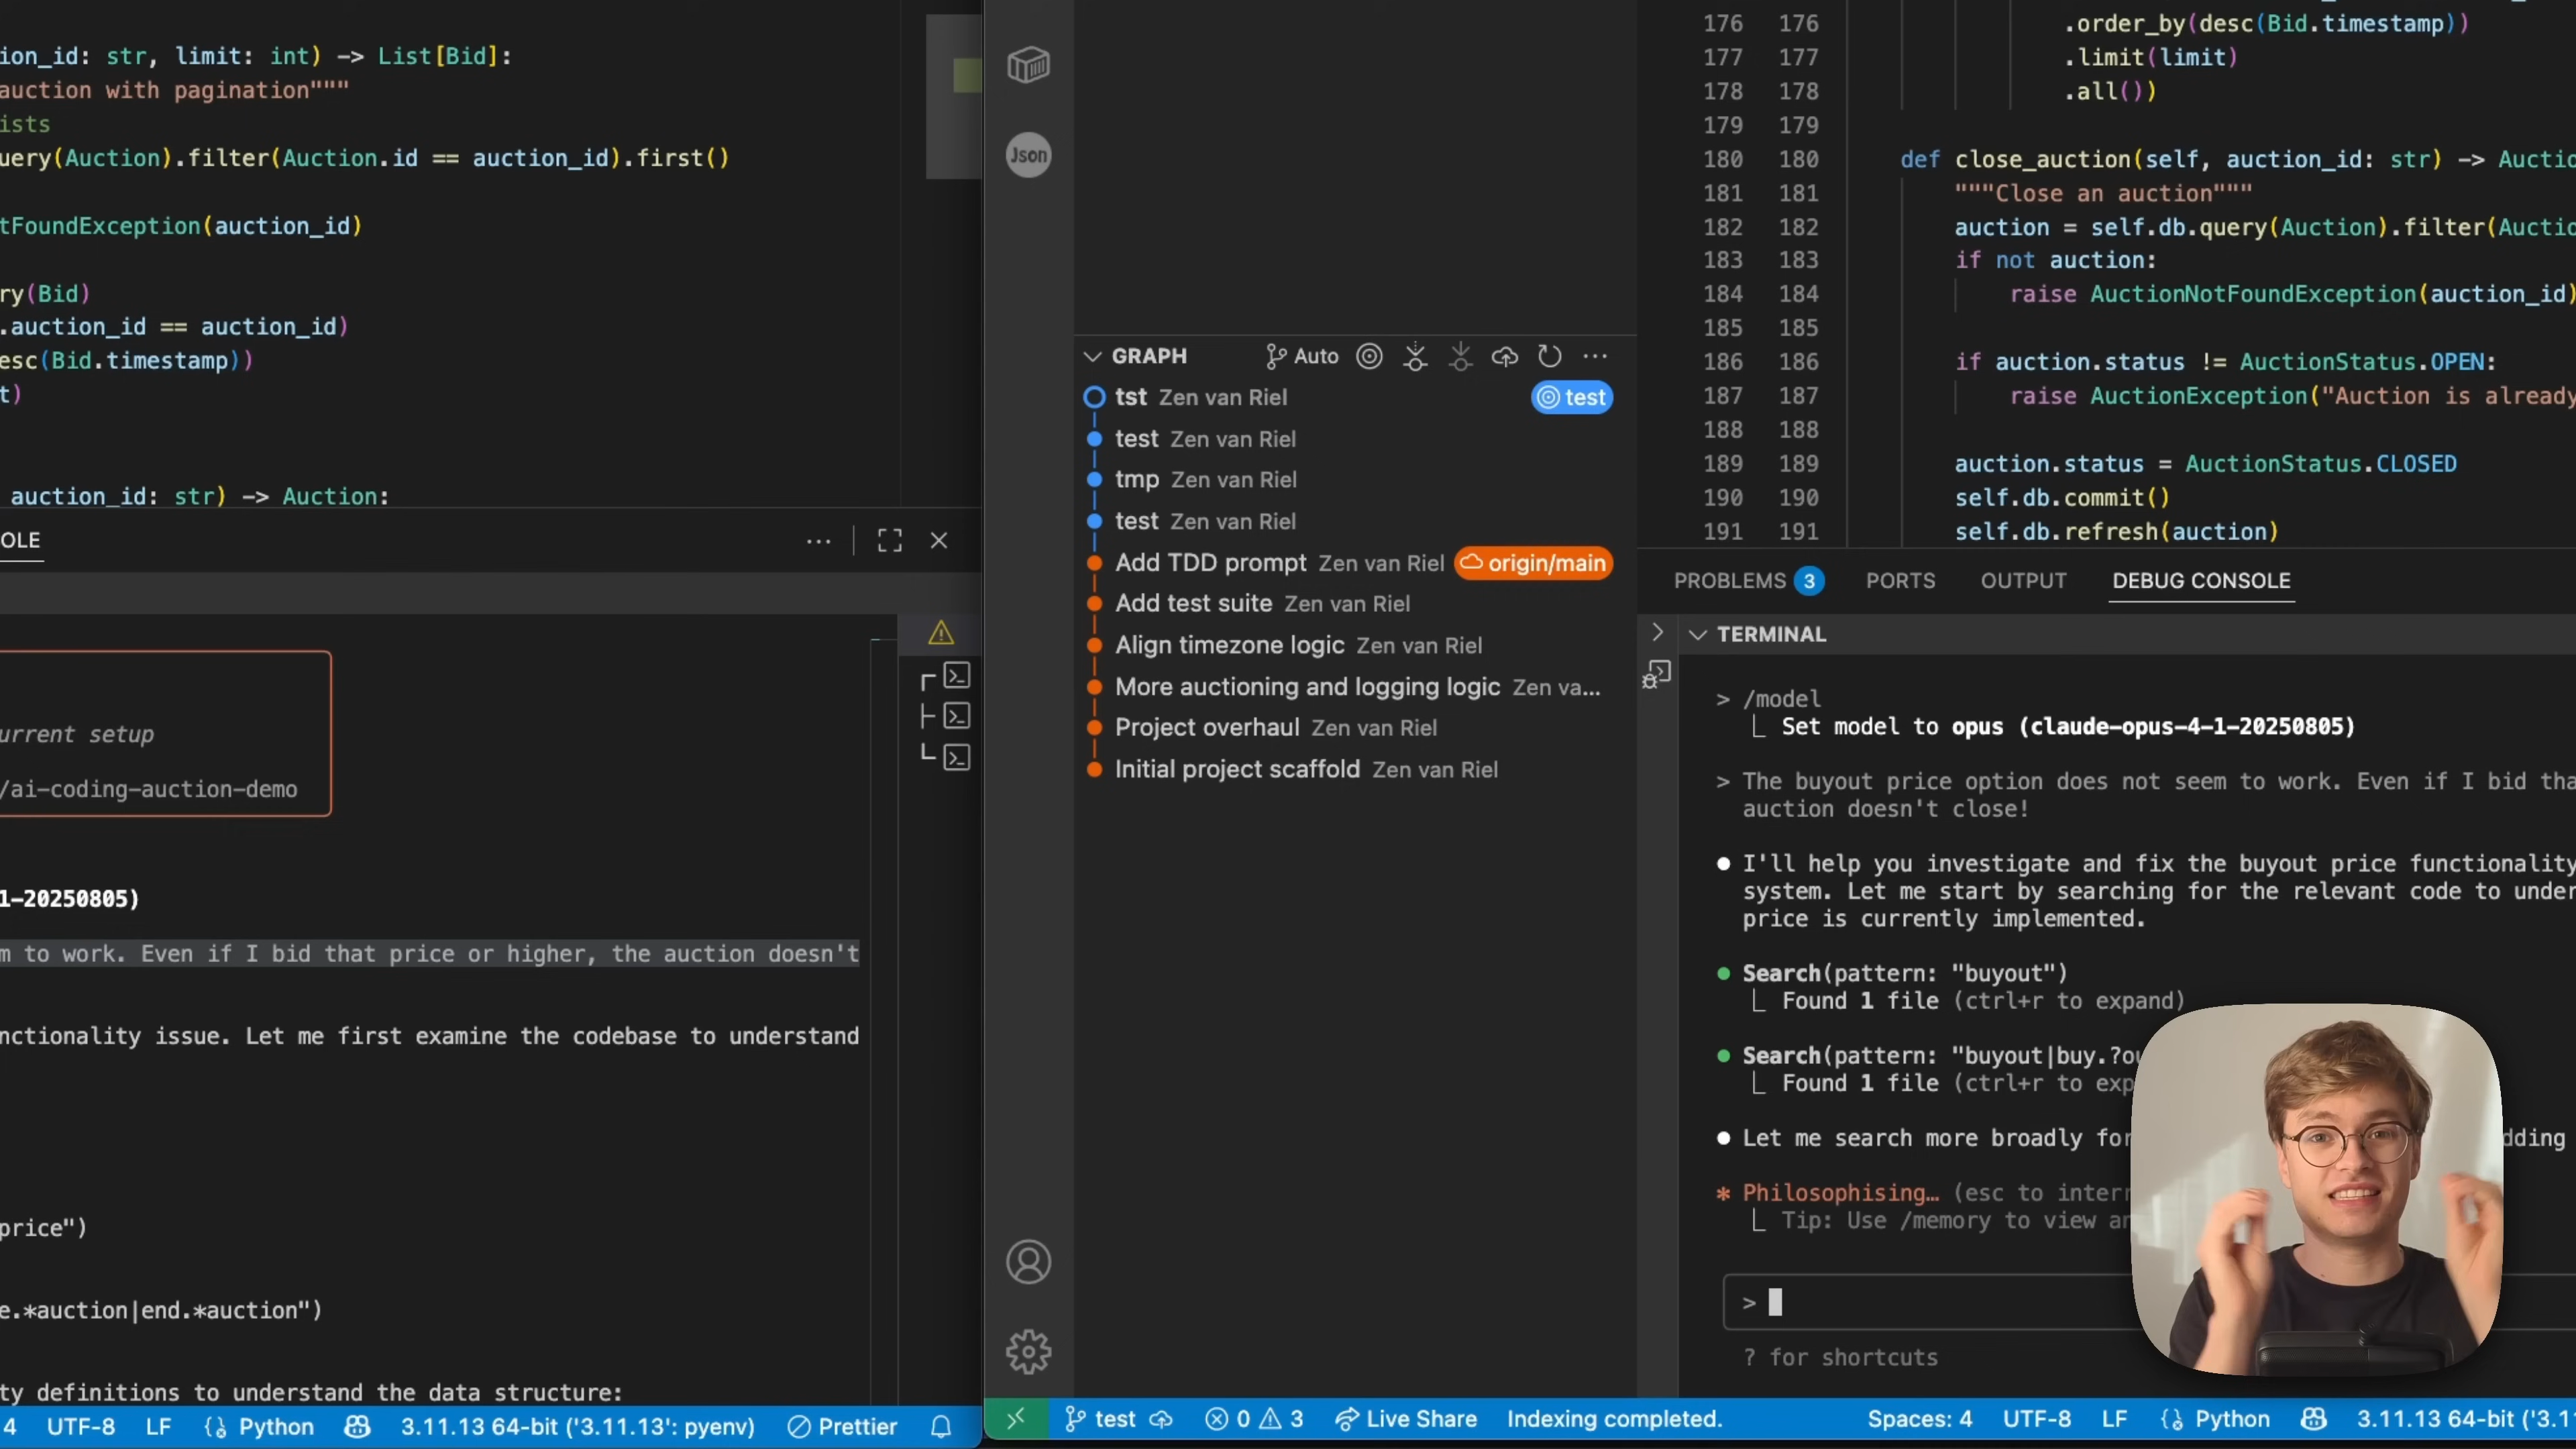 ion_id: str, limit: int) -> List[Bid]:
auction with pagination"""
ists
uery(Auction).filter(Auction.id == auction_id).first()
tFoundException(auction_id)
ry(Bid)
.auction_id == auction_id)
esc(Bid.timestamp))
t)
auction_id: str) -> Auction:
OLE
urrent setup
/ai-coding-auction-demo
1-20250805)
m to work. Even if I bid that price or higher, the auction doesn't
nctionality issue. Let me first examine the codebase to understand
price")
e.*auction|end.*auction")
ty definitions to understand the data structure:
4 UTF-8 LF Python 3.11.13 64-bit ('3.11.13': pyenv) Prettier
Json
GRAPH Auto
tst Zen van Riel test
test Zen van Riel
tmp Zen van Riel
test Zen van Riel
Add TDD prompt Zen van Riel origin/main
Add test suite Zen van Riel
Align timezone logic Zen van Riel
More auctioning and logging logic Zen va...
Project overhaul Zen van Riel
Initial project scaffold Zen van Riel
176 176 .order_by(desc(Bid.timestamp))
177 177 .limit(limit)
178 178 .all())
179 179
180 180 def close_auction(self, auction_id: str) -> Auctio
181 181 """Close an auction"""
182 182 auction = self.db.query(Auction).filter(Auctio
183 183 if not auction:
184 184 raise AuctionNotFoundException(auction_id)
185 185
186 186 if auction.status != AuctionStatus.OPEN:
187 187 raise AuctionException("Auction is already
188 188
189 189 auction.status = AuctionStatus.CLOSED
190 190 self.db.commit()
191 191 self.db.refresh(auction)
PROBLEMS 3 PORTS OUTPUT DEBUG CONSOLE
TERMINAL
> /model
Set model to opus (claude-opus-4-1-20250805)
> The buyout price option does not seem to work. Even if I bid tha
auction doesn't close!
I'll help you investigate and fix the buyout price functionality
system. Let me start by searching for the relevant code to under
price is currently implemented.
Search(pattern: "buyout")
Found 1 file (ctrl+r to expand)
Search(pattern: "buyout|buy.?ou
Found 1 file (ctrl+r to exp
Let me search more broadly for dding
* Philosophising… (esc to interr
Tip: Use /memory to view an
>
? for shortcuts
test 0 3 Live Share Indexing completed. Spaces: 4 UTF-8 LF Python 3.11.13 64-bit ('3.1